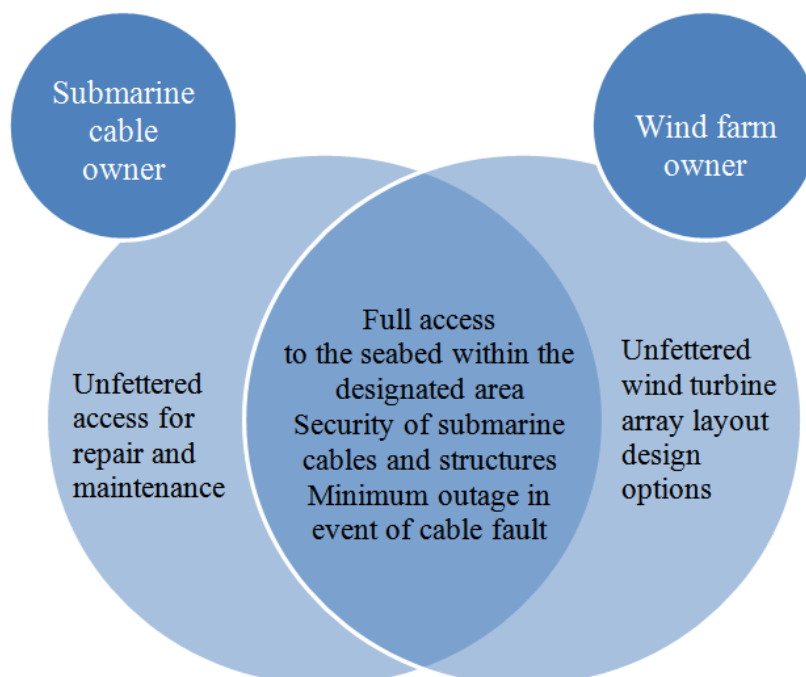 Submarine
cable
owner
Wind farm
owner
Unfettered
access for
repair and
maintenance
Full access
to the seabed within the
designated area
Security of submarine
cables and structures
Minimum outage in
event of cable fault
Unfettered
wind turbine
array layout
design
options